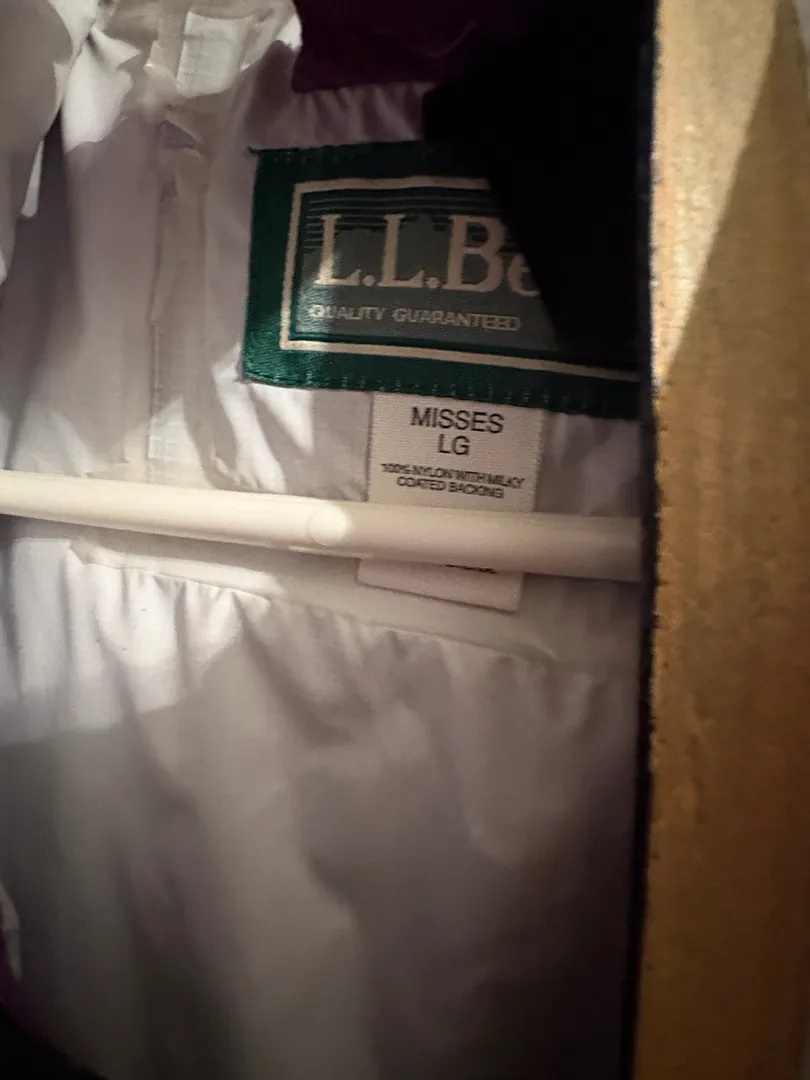 L.L.Be
QUALITY GUARANTEED
MISSES
LG
100% NYLON WITH MILKY
COATED BACKING